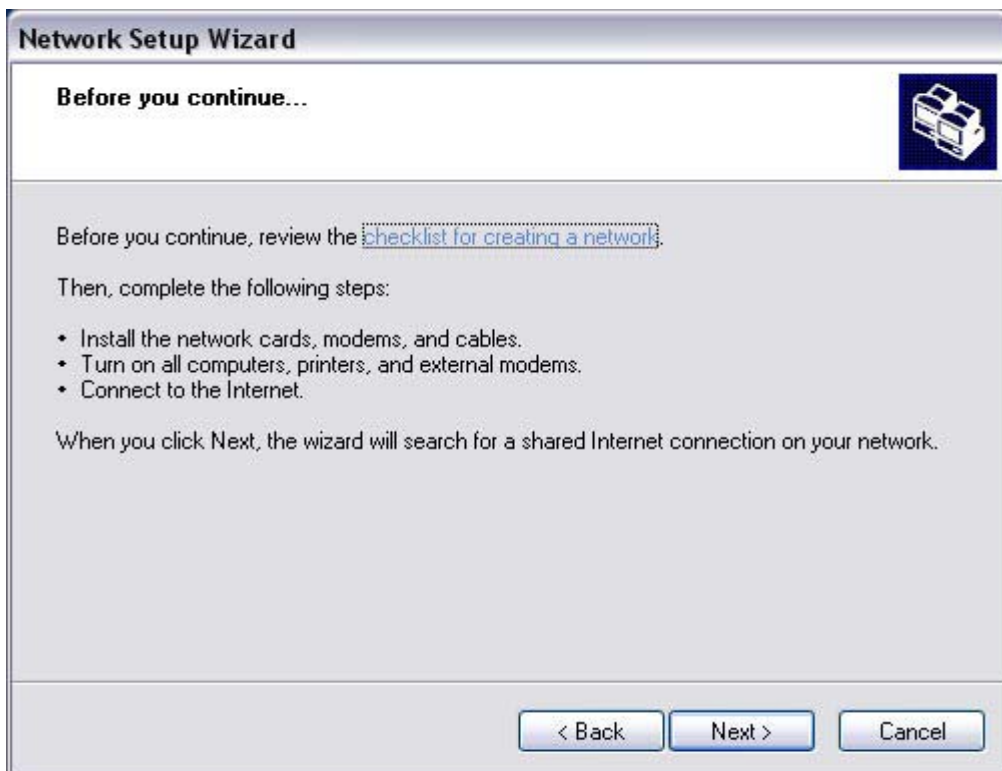 Network Setup Wizard
Before you continue...
Before you continue, review the checklist for creating a network.
Then, complete the following steps:
• Install the network cards, modems, and cables.
• Turn on all computers, printers, and external modems.
• Connect to the Internet.
When you click Next, the wizard will search for a shared Internet connection on your network.
< Back
Next >
Cancel